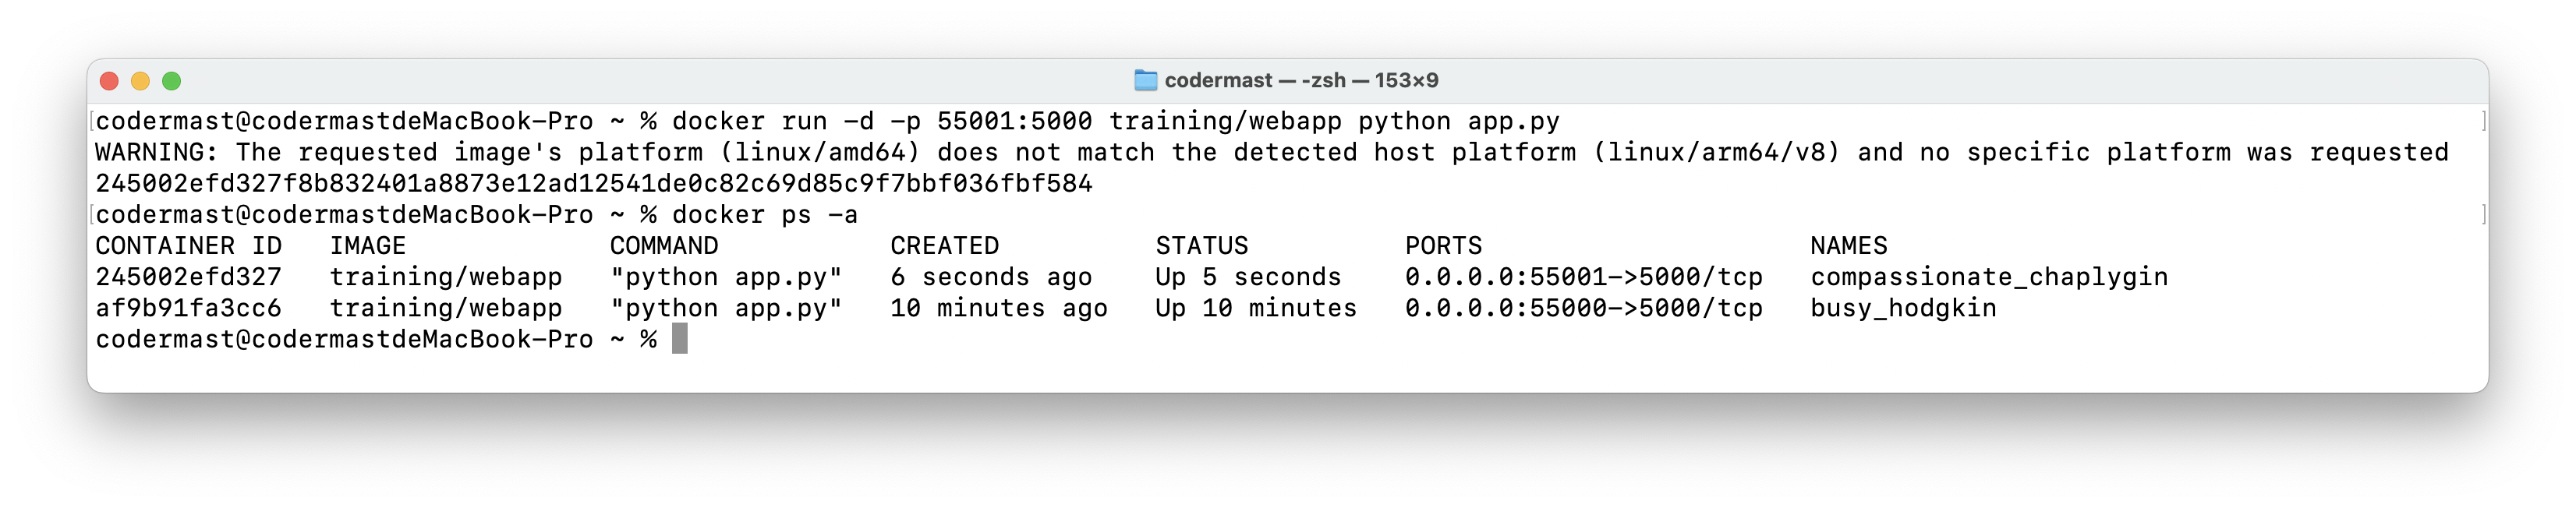 codermast — -zsh — 153×9
[codermast@codermastdeMacBook-Pro ~ % docker run -d -p 55001:5000 training/webapp python app.py ]
WARNING: The requested image's platform (linux/amd64) does not match the detected host platform (linux/arm64/v8) and no specific platform was requested
245002efd327f8b832401a8873e12ad12541de0c82c69d85c9f7bbf036fbf584
[codermast@codermastdeMacBook-Pro ~ % docker ps -a ]
CONTAINER ID   IMAGE             COMMAND           CREATED          STATUS          PORTS                     NAMES
245002efd327   training/webapp   "python app.py"   6 seconds ago    Up 5 seconds    0.0.0.0:55001->5000/tcp   compassionate_chaplygin
af9b91fa3cc6   training/webapp   "python app.py"   10 minutes ago   Up 10 minutes   0.0.0.0:55000->5000/tcp   busy_hodgkin
codermast@codermastdeMacBook-Pro ~ %